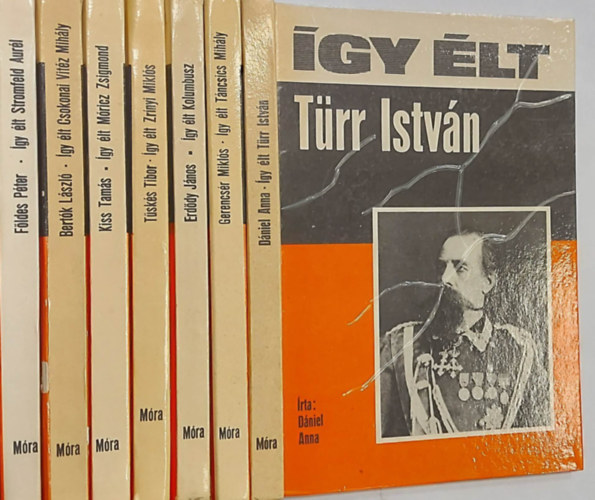 Földes Péter • Így élt Stromfeld Aurél
Móra
Bertók László • Így élt Csokonai Vitéz Mihály
Móra
Kiss Tamás • Így élt Móricz Zsigmond
Móra
Tüskés Tibor • Így élt Zrínyi Miklós
Móra
Erdődy János • Így élt Kolumbusz
Móra
Gerencsér Miklós • Így élt Táncsics Mihály
Móra
Dániel Anna • Így élt Türr István
Móra
ÍGY ÉLT
Türr István
Írta:
Dániel
Anna